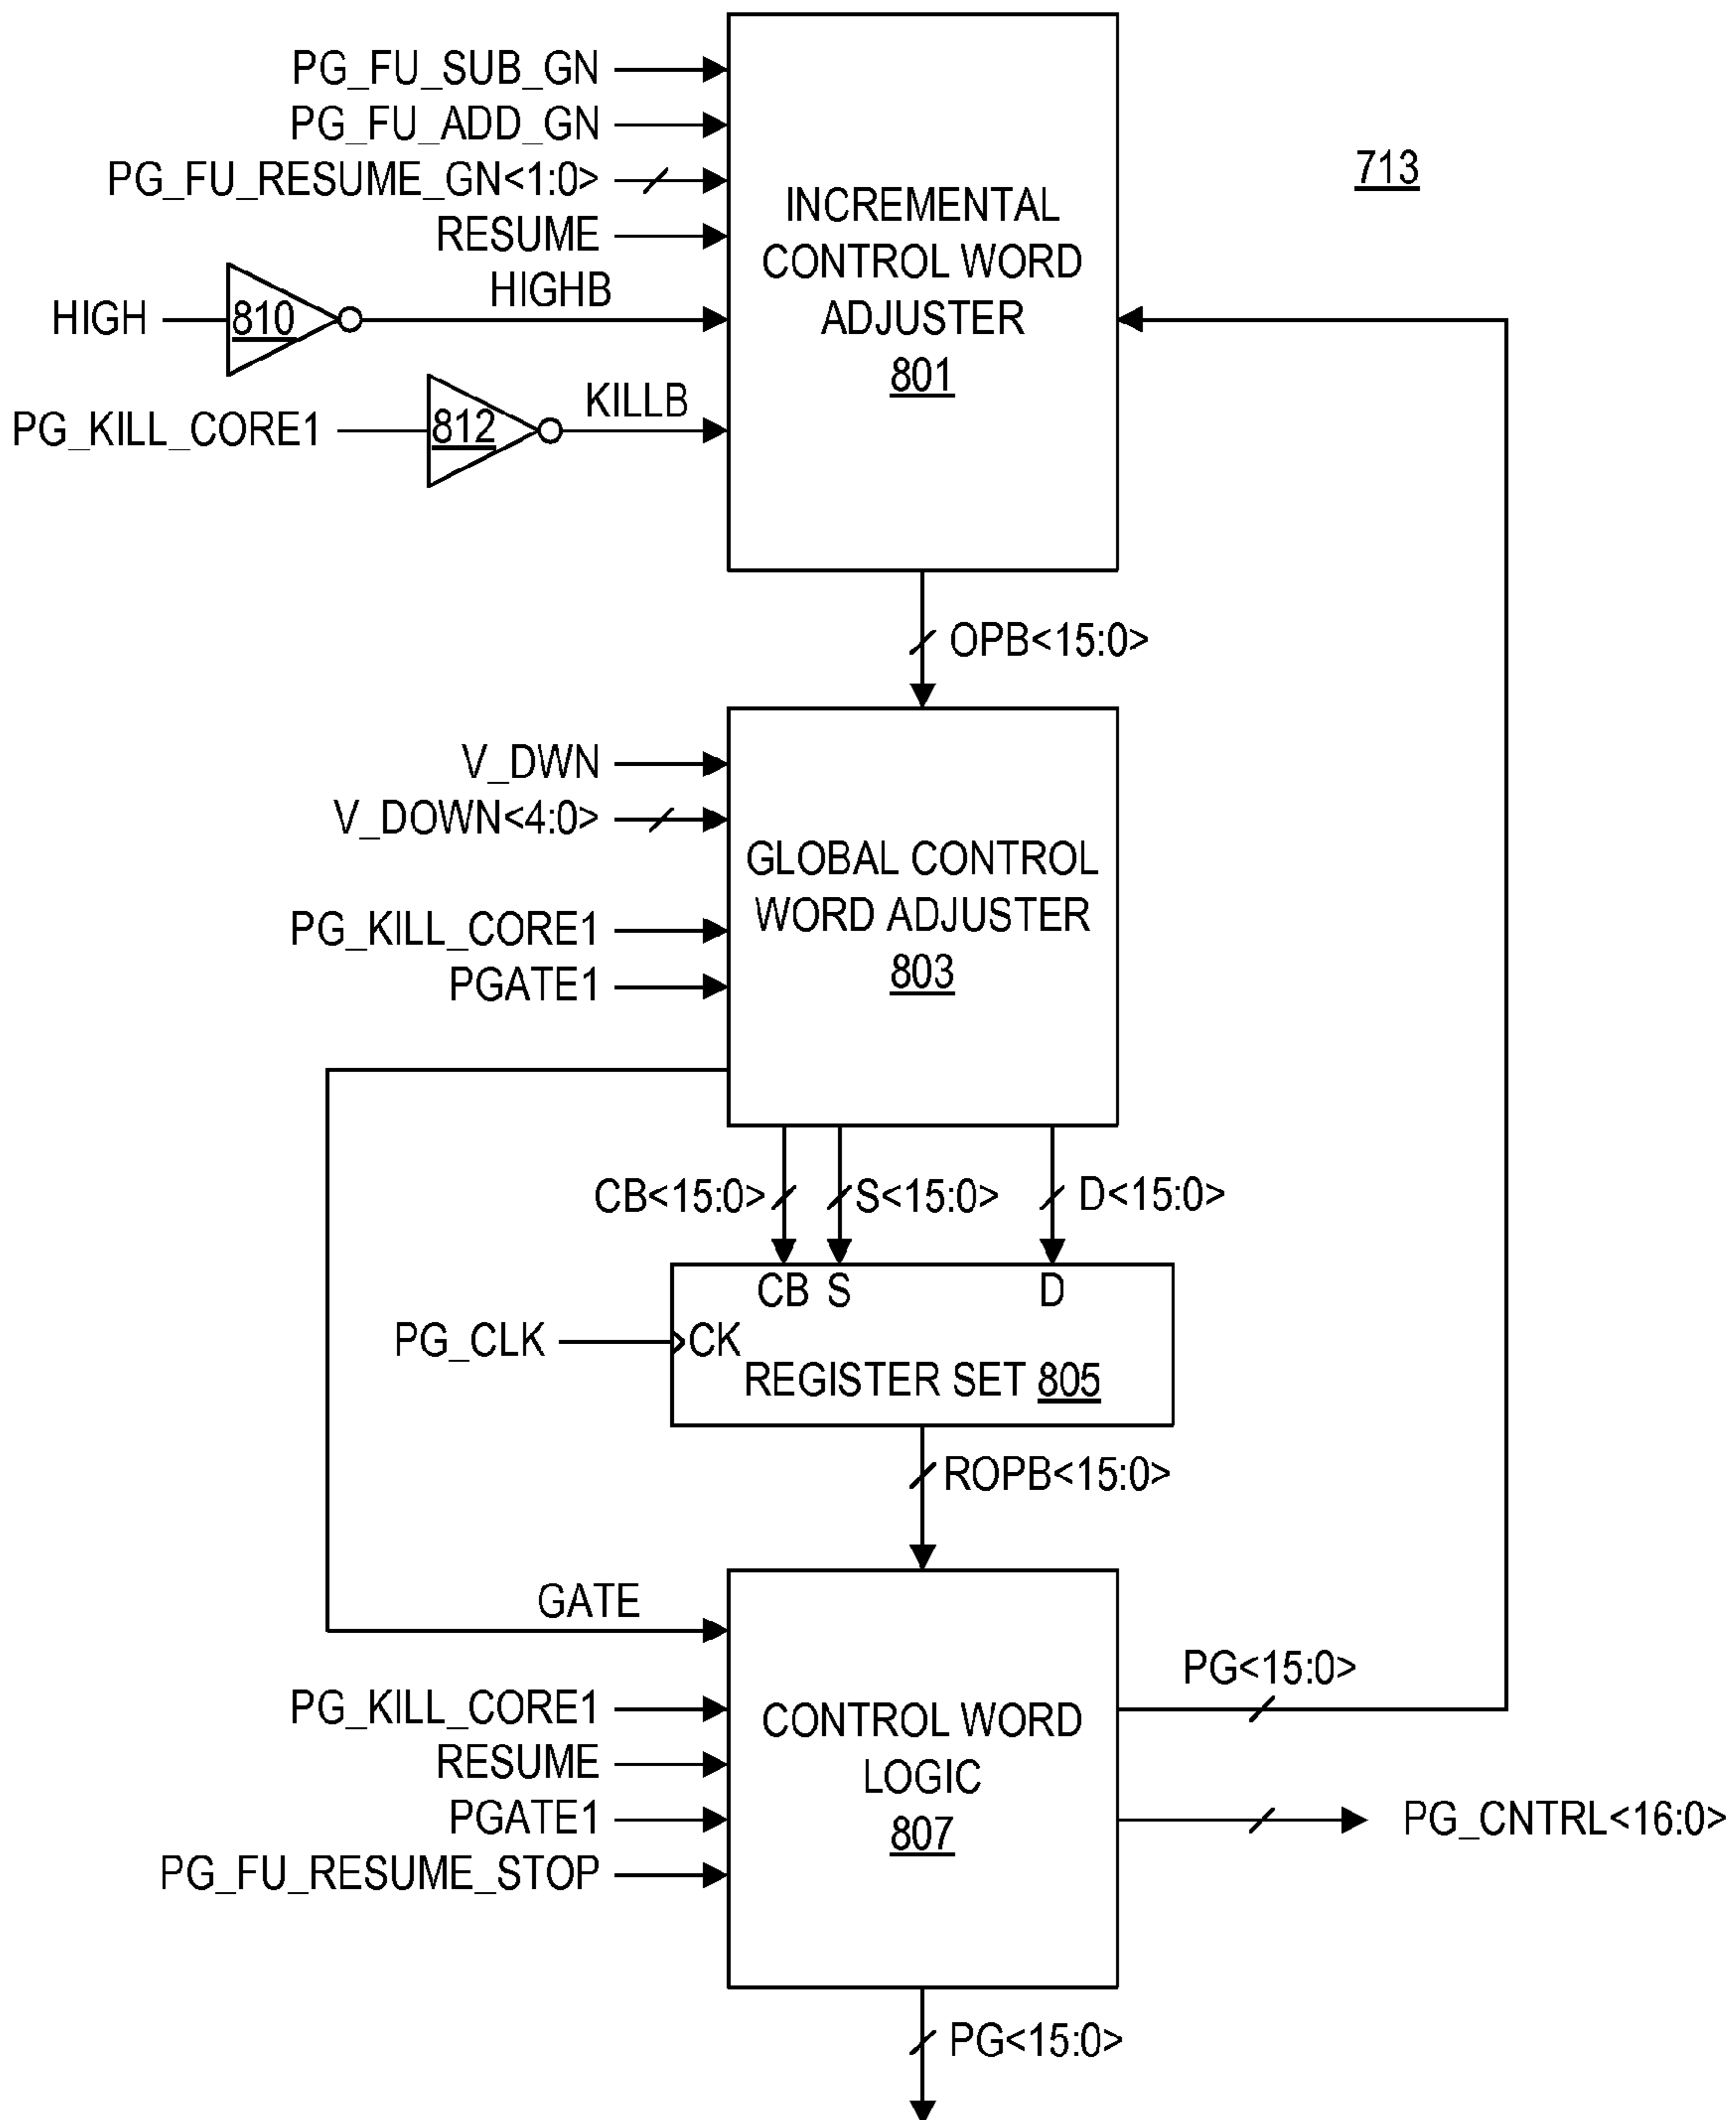 PG_FU_SUB_GN
PG_FU_ADD_GN
PG_FU_RESUME_GN<1:0>
RESUME
HIGH
810
HIGHB
PG_KILL_CORE1
812
KILLB
INCREMENTAL
CONTROL WORD
ADJUSTER
801
713
OPB<15:0>
V_DWN
V_DOWN<4:0>
PG_KILL_CORE1
PGATE1
GLOBAL CONTROL
WORD ADJUSTER
803
CB<15:0>
S<15:0>
D<15:0>
CB S D
PG_CLK
CK
REGISTER SET 805
ROPB<15:0>
GATE
PG_KILL_CORE1
RESUME
PGATE1
PG_FU_RESUME_STOP
CONTROL WORD
LOGIC
807
PG<15:0>
PG_CNTRL<16:0>
PG<15:0>